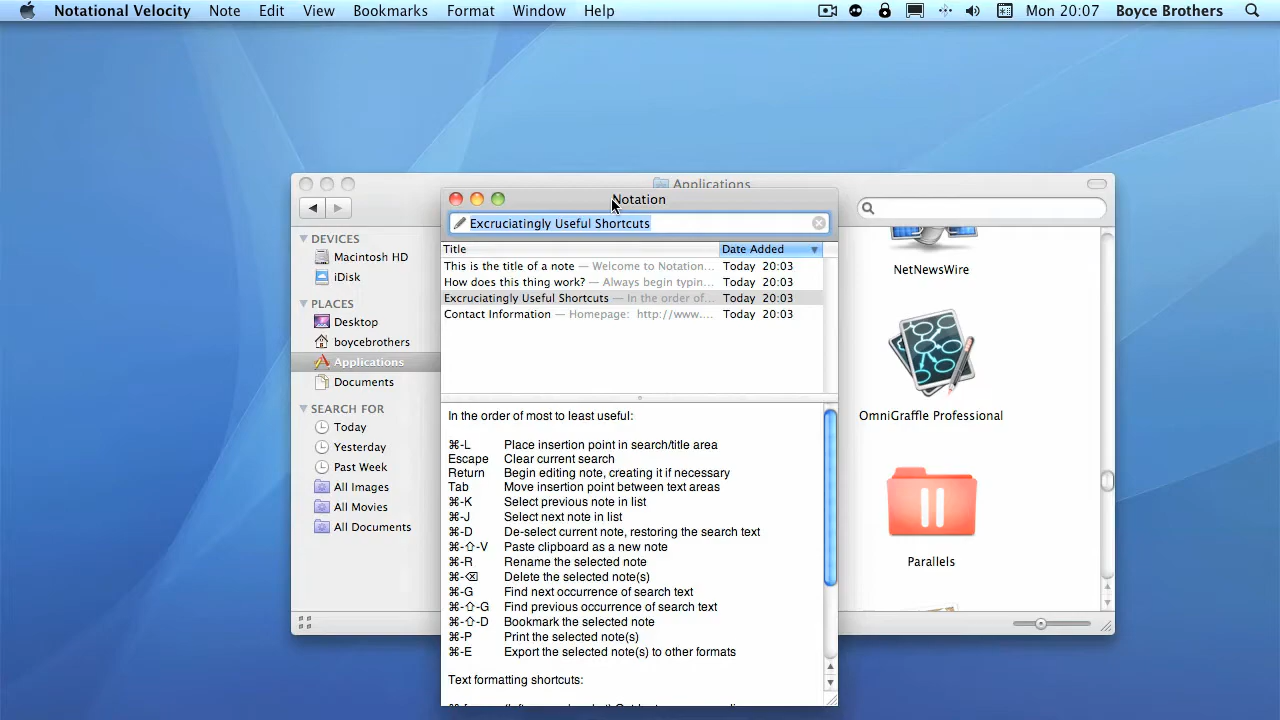 Notational Velocity Note Edit View Bookmarks Format Window Help Mon 20:07 Boyce Brothers
Applications
Notation
Excruciatingly Useful Shortcuts
DEVICES
Macintosh HD
iDisk
PLACES
Desktop
boycebrothers
Applications
Documents
SEARCH FOR
Today
Yesterday
Past Week
All Images
All Movies
All Documents
Title Date Added
This is the title of a note — Welcome to Notation... Today 20:03
How does this thing work? — Always begin typin... Today 20:03
Excruciatingly Useful Shortcuts — In the order of... Today 20:03
Contact Information — Homepage: http://www.... Today 20:03
In the order of most to least useful:
⌘-L Place insertion point in search/title area
Escape Clear current search
Return Begin editing note, creating it if necessary
Tab Move insertion point between text areas
⌘-K Select previous note in list
⌘-J Select next note in list
⌘-D De-select current note, restoring the search text
⌘-⇧-V Paste clipboard as a new note
⌘-R Rename the selected note
⌘-⌫ Delete the selected note(s)
⌘-G Find next occurrence of search text
⌘-⇧-G Find previous occurrence of search text
⌘-⇧-D Bookmark the selected note
⌘-P Print the selected note(s)
⌘-E Export the selected note(s) to other formats
Text formatting shortcuts:
NetNewsWire
OmniGraffle Professional
Parallels